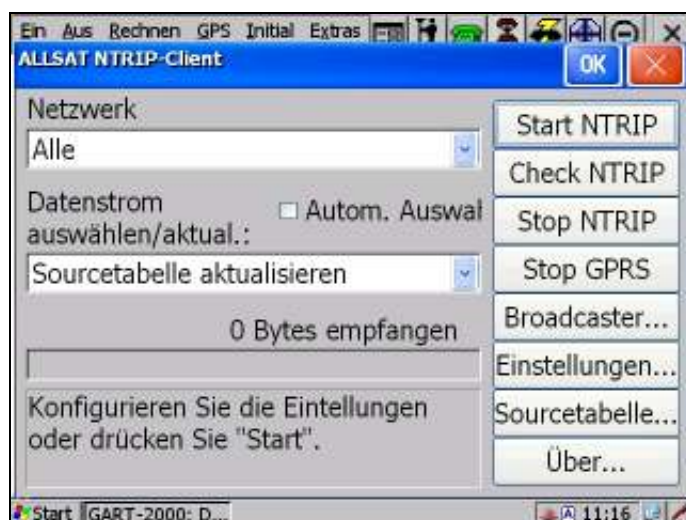 Ein Aus Rechnen GPS Initial Extras
ALLSAT NTRIP-Client
OK
Netzwerk
Alle
Datenstrom
auswählen/aktual.:
Autom. Auswal
Sourcetabelle aktualisieren
0 Bytes empfangen
Konfigurieren Sie die Eintellungen
oder drücken Sie "Start".
Start NTRIP
Check NTRIP
Stop NTRIP
Stop GPRS
Broadcaster...
Einstellungen...
Sourcetabelle...
Über...
Start GART-2000: D... A 11:16